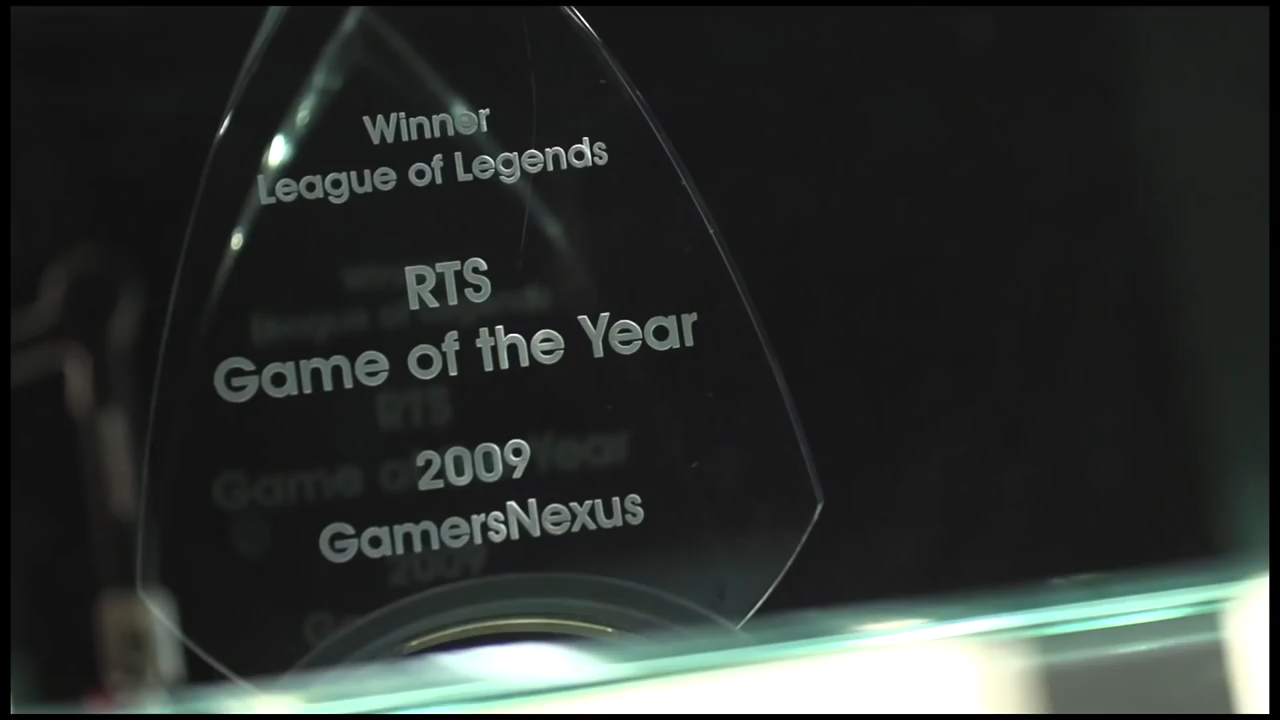 Winner
League of Legends
RTS
Game of the Year
2009
GamersNexus